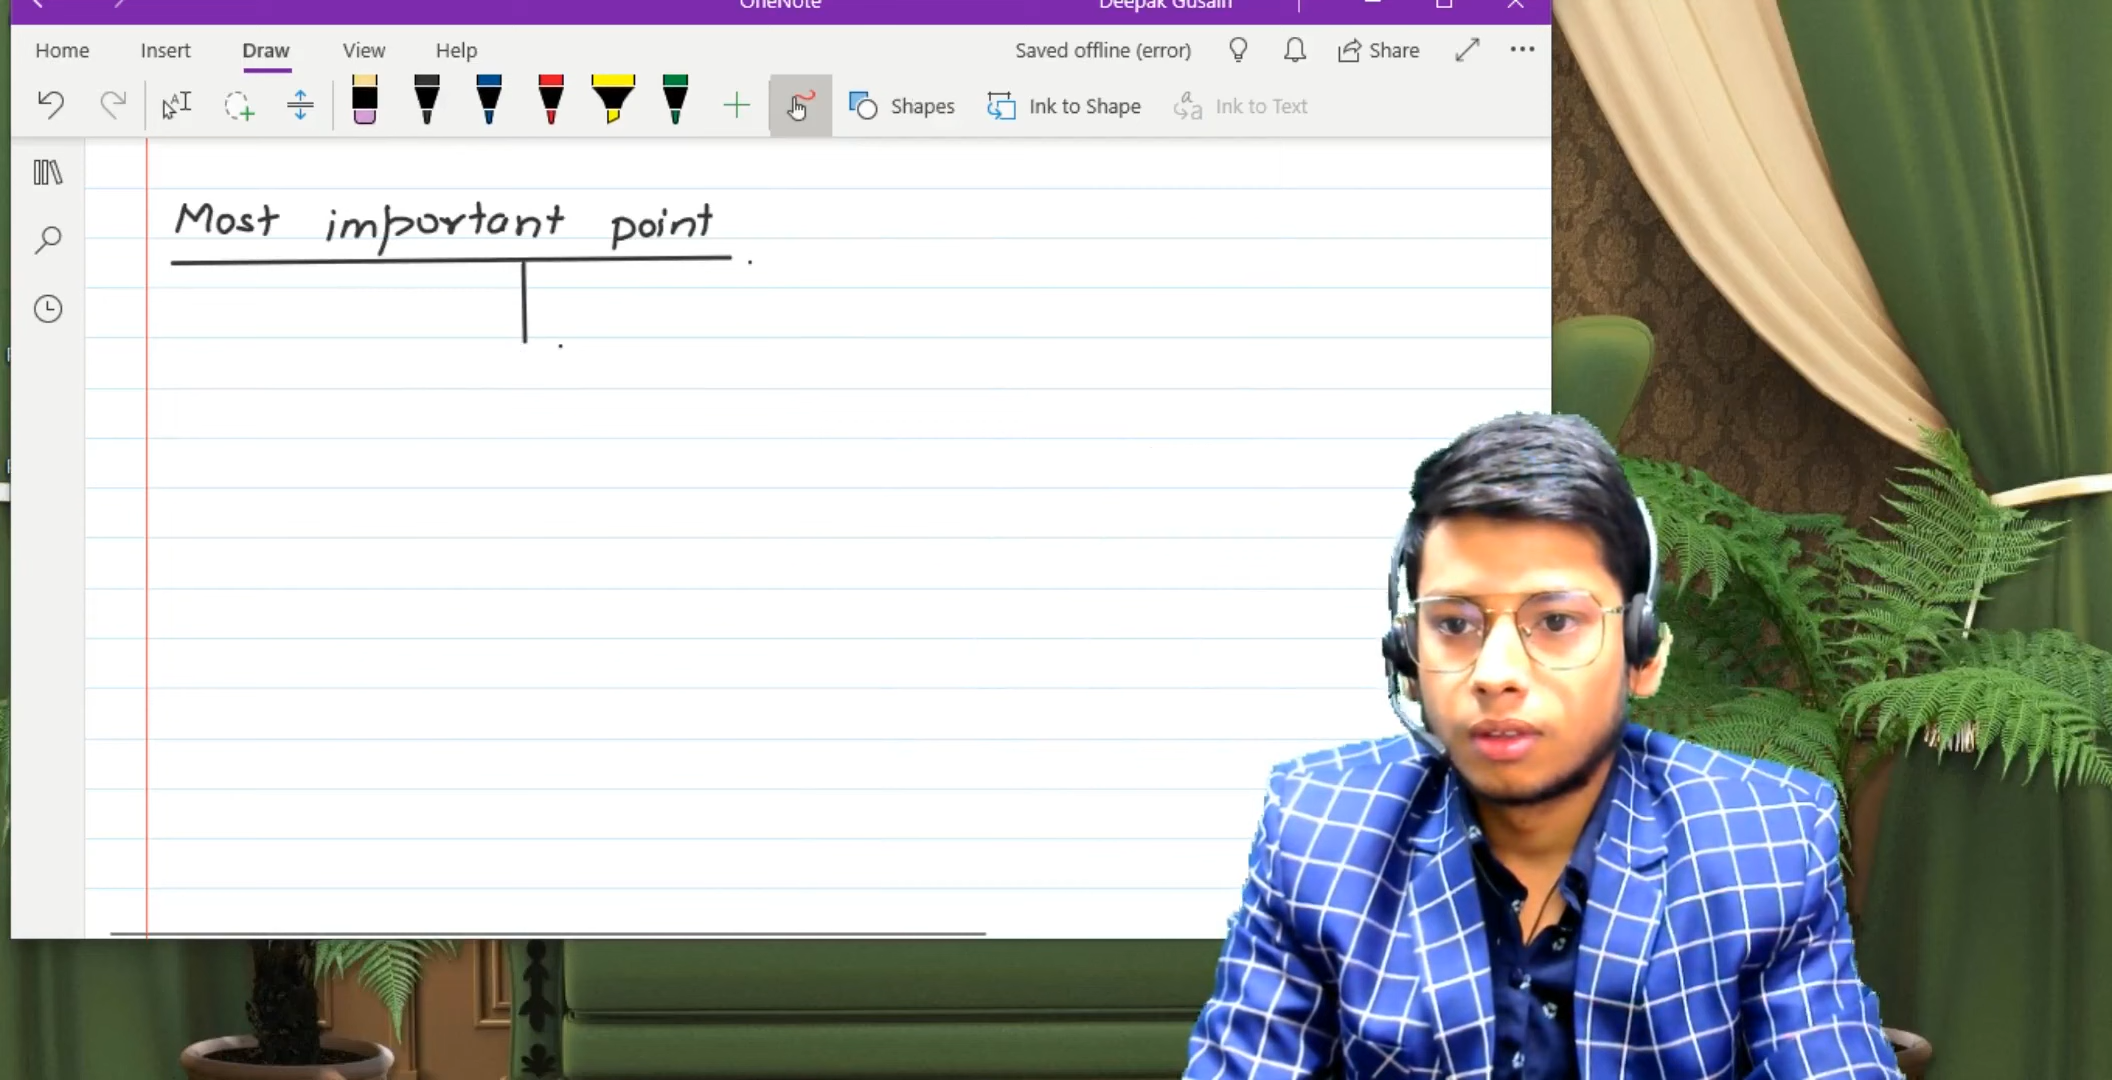 OneNote
Deepak Gusain
Home Insert Draw View Help
Saved offline (error) Share
Shapes Ink to Shape Ink to Text
Most important point